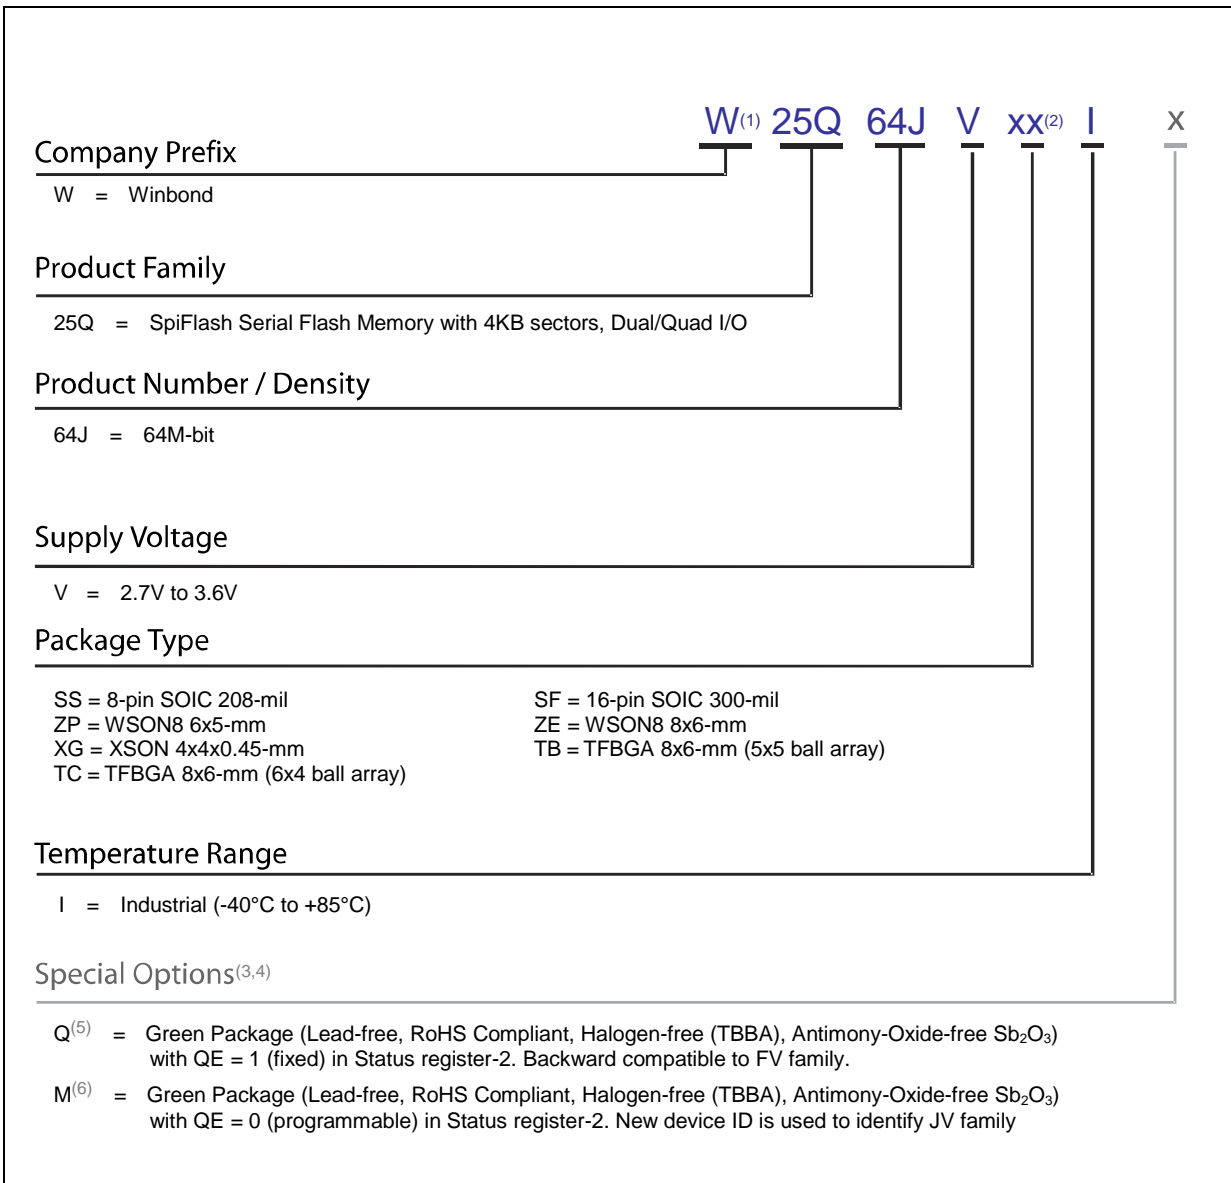 W(1) 25Q 64J V xx(2) I x
Company Prefix
W = Winbond
Product Family
25Q = SpiFlash Serial Flash Memory with 4KB sectors, Dual/Quad I/O
Product Number / Density
64J = 64M-bit
Supply Voltage
V = 2.7V to 3.6V
Package Type
SS = 8-pin SOIC 208-mil SF = 16-pin SOIC 300-mil
ZP = WSON8 6x5-mm ZE = WSON8 8x6-mm
XG = XSON 4x4x0.45-mm TB = TFBGA 8x6-mm (5x5 ball array)
TC = TFBGA 8x6-mm (6x4 ball array)
Temperature Range
I = Industrial (-40°C to +85°C)
Special Options(3,4)
Q(5) = Green Package (Lead-free, RoHS Compliant, Halogen-free (TBBA), Antimony-Oxide-free Sb₂O₃)
with QE = 1 (fixed) in Status register-2. Backward compatible to FV family.
M(6) = Green Package (Lead-free, RoHS Compliant, Halogen-free (TBBA), Antimony-Oxide-free Sb₂O₃)
with QE = 0 (programmable) in Status register-2. New device ID is used to identify JV family